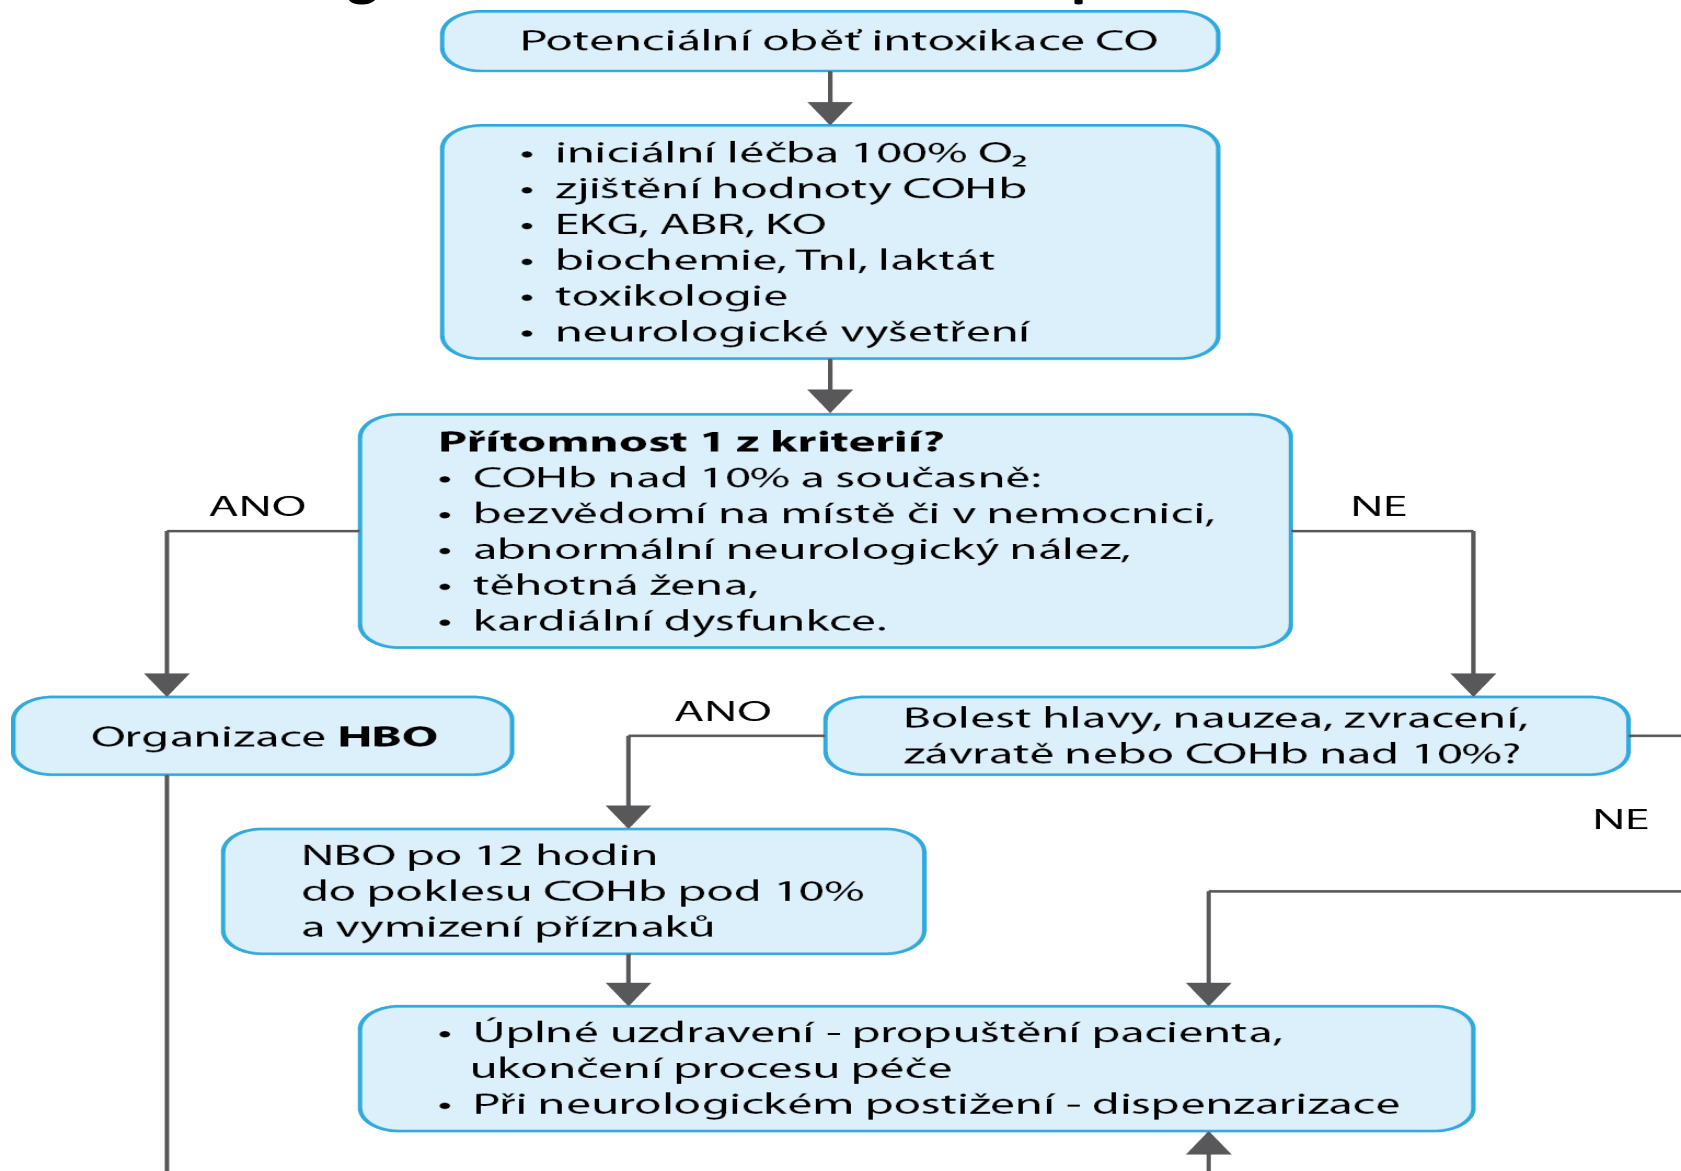 Potenciální oběť intoxikace CO
• iniciální léčba 100% O₂
• zjištění hodnoty COHb
• EKG, ABR, KO
• biochemie, TnI, laktát
• toxikologie
• neurologické vyšetření
Přítomnost 1 z kriterií?
• COHb nad 10% a současně:
• bezvědomí na místě či v nemocnici,
• abnormální neurologický nález,
• těhotná žena,
• kardiální dysfunkce.
ANO
NE
Organizace HBO
ANO
Bolest hlavy, nauzea, zvracení,
závratě nebo COHb nad 10%?
NE
NBO po 12 hodin
do poklesu COHb pod 10%
a vymizení příznaků
• Úplné uzdravení - propuštění pacienta,
ukončení procesu péče
• Při neurologickém postižení - dispenzarizace